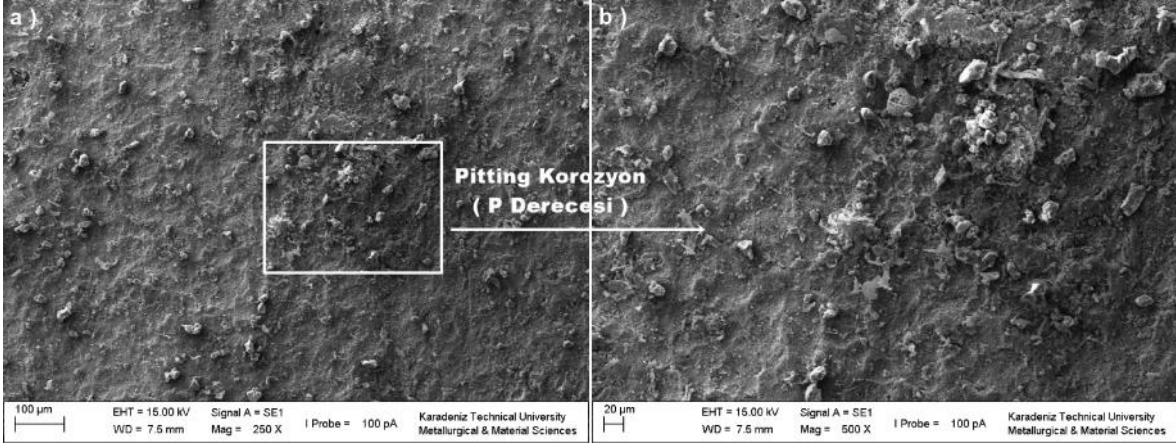 a )
Pitting Korozyon
( P Derecesi )
100 µm
EHT = 15.00 kV
Signal A = SE1
WD = 7.5 mm
Mag = 250 X
I Probe = 100 pA
Karadeniz Technical University
Metallurgical & Material Sciences
b )
20 µm
EHT = 15.00 kV
Signal A = SE1
WD = 7.5 mm
Mag = 500 X
I Probe = 100 pA
Karadeniz Technical University
Metallurgical & Material Sciences